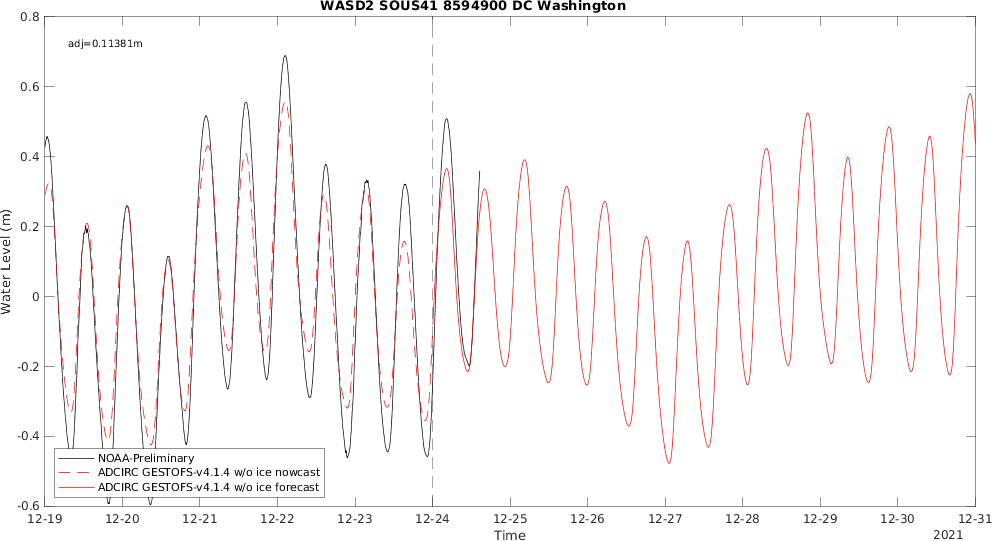 WASD2 SOUS41 8594900 DC Washington
adj=0.11381m
0.8
0.6
0.4
0.2
0
-0.2
-0.4
-0.6
Water Level (m)
NOAA-Preliminary
ADCIRC GESTOFS-v4.1.4 w/o ice nowcast
ADCIRC GESTOFS-v4.1.4 w/o ice forecast
12-19 12-20 12-21 12-22 12-23 12-24 12-25 12-26 12-27 12-28 12-29 12-30 12-31
Time
2021